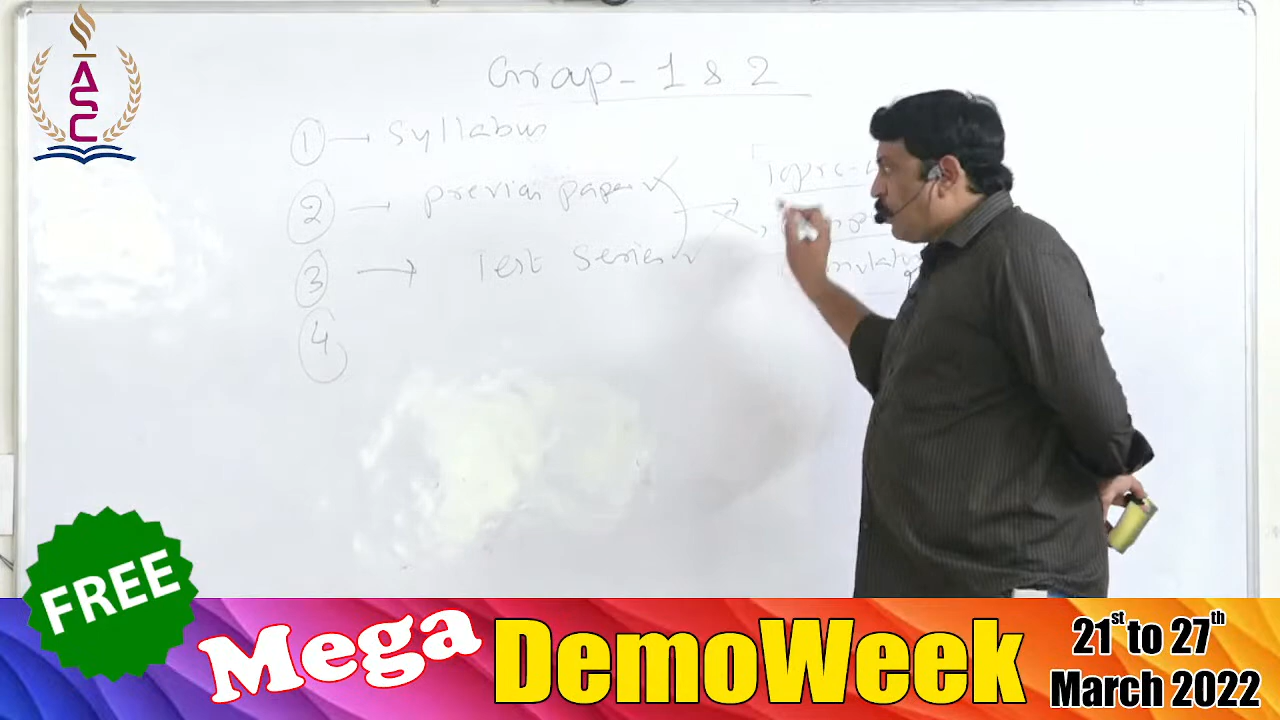 ASC
Grap - 1 & 2
① → Syllabus
② → previou paper
③ → Test Series
④
FREE
Mega DemoWeek
21st to 27th
March 2022